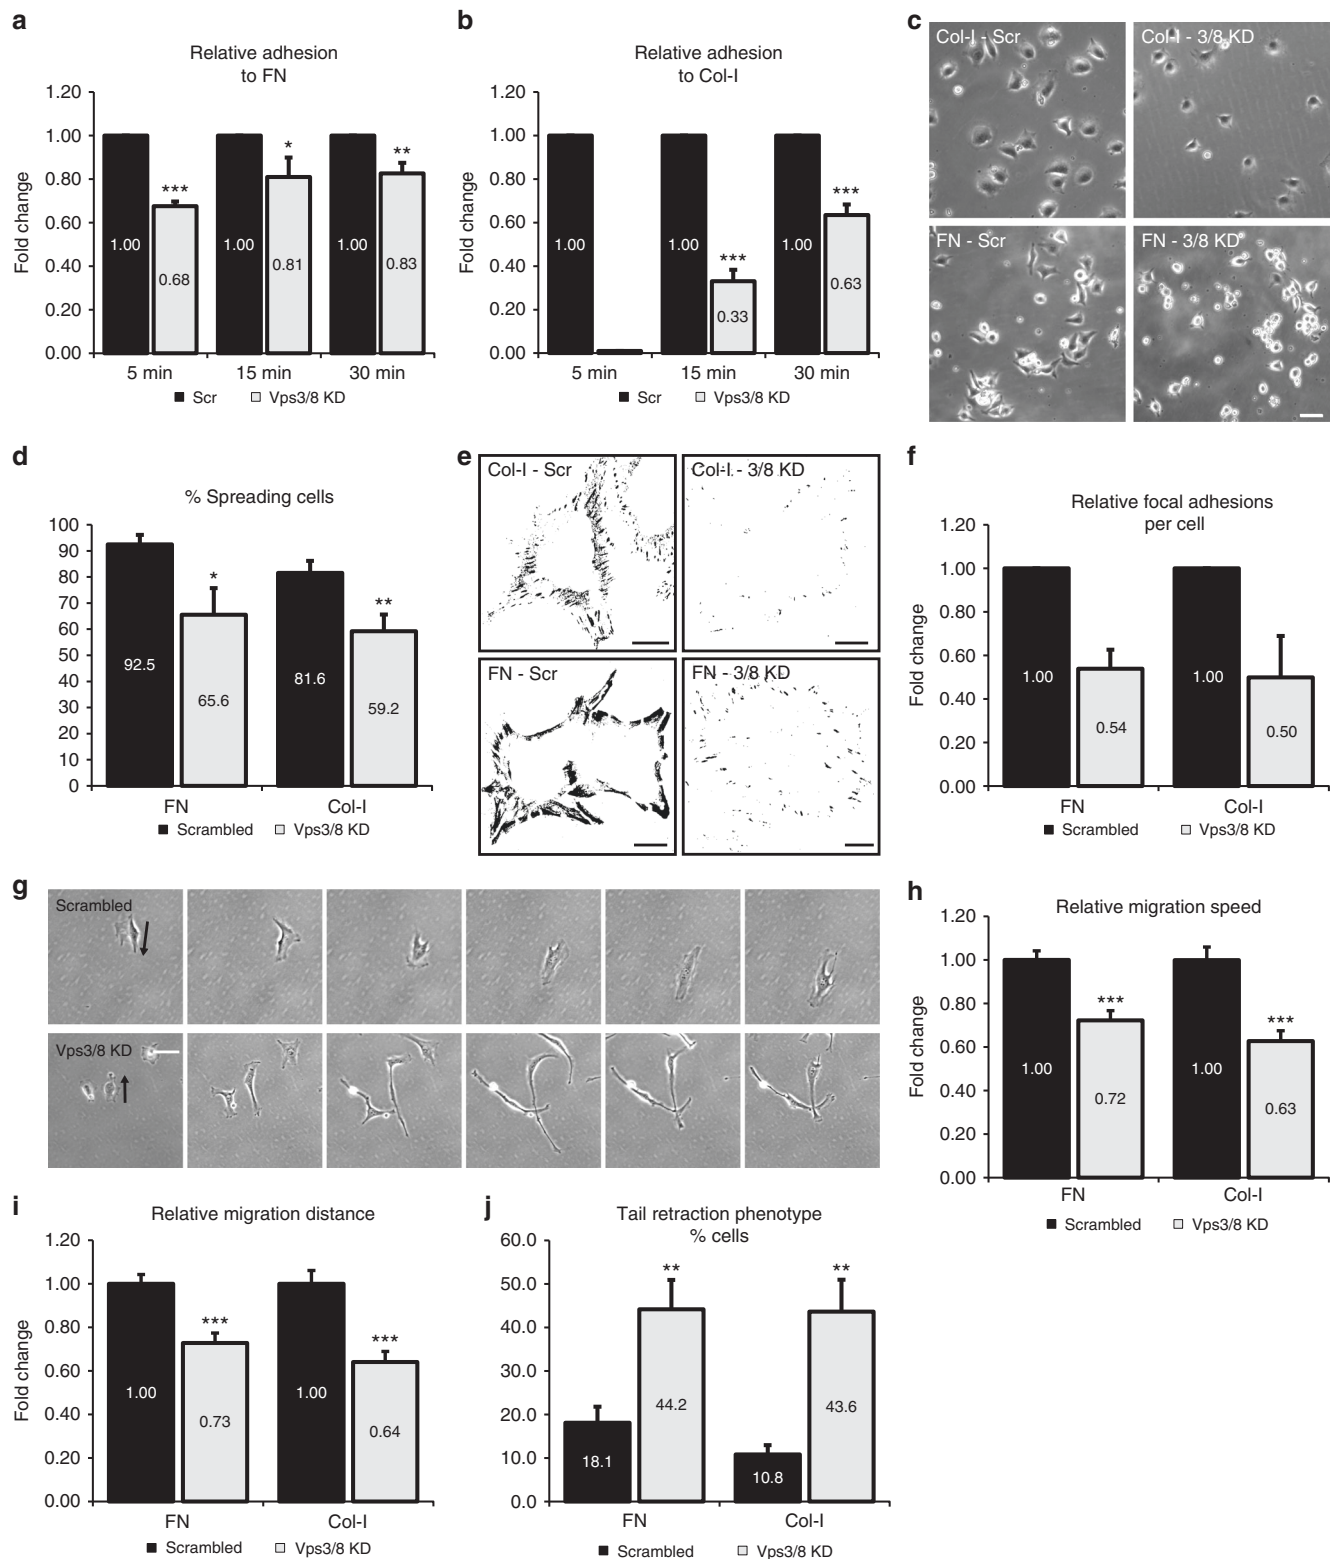 a
Relative adhesion
to FN
Fold change
1.20
1.00
0.80
0.60
0.40
0.20
0.00
***
*
**
1.00
0.68
1.00
0.81
1.00
0.83
5 min
15 min
30 min
Scr
Vps3/8 KD
b
Relative adhesion
to Col-I
Fold change
1.20
1.00
0.80
0.60
0.40
0.20
0.00
***
***
1.00
1.00
0.33
1.00
0.63
5 min
15 min
30 min
Scr
Vps3/8 KD
c
Col-I - Scr
Col-I - 3/8 KD
FN - Scr
FN - 3/8 KD
d
% Spreading cells
100
90
80
70
60
50
40
30
20
10
0
*
**
92.5
65.6
81.6
59.2
FN
Col-I
Scrambled
Vps3/8 KD
e
Col-I - Scr
Col-I - 3/8 KD
FN - Scr
FN - 3/8 KD
f
Relative focal adhesions
per cell
Fold change
1.20
1.00
0.80
0.60
0.40
0.20
0.00
1.00
0.54
1.00
0.50
FN
Col-I
Scrambled
Vps3/8 KD
g
Scrambled
Vps3/8 KD
h
Relative migration speed
Fold change
1.20
1.00
0.80
0.60
0.40
0.20
0.00
***
***
1.00
0.72
1.00
0.63
FN
Col-I
Scrambled
Vps3/8 KD
i
Relative migration distance
Fold change
1.20
1.00
0.80
0.60
0.40
0.20
0.00
***
***
1.00
0.73
1.00
0.64
FN
Col-I
Scrambled
Vps3/8 KD
j
Tail retraction phenotype
% cells
60.0
50.0
40.0
30.0
20.0
10.0
0.0
**
**
18.1
44.2
10.8
43.6
FN
Col-I
Scrambled
Vps3/8 KD